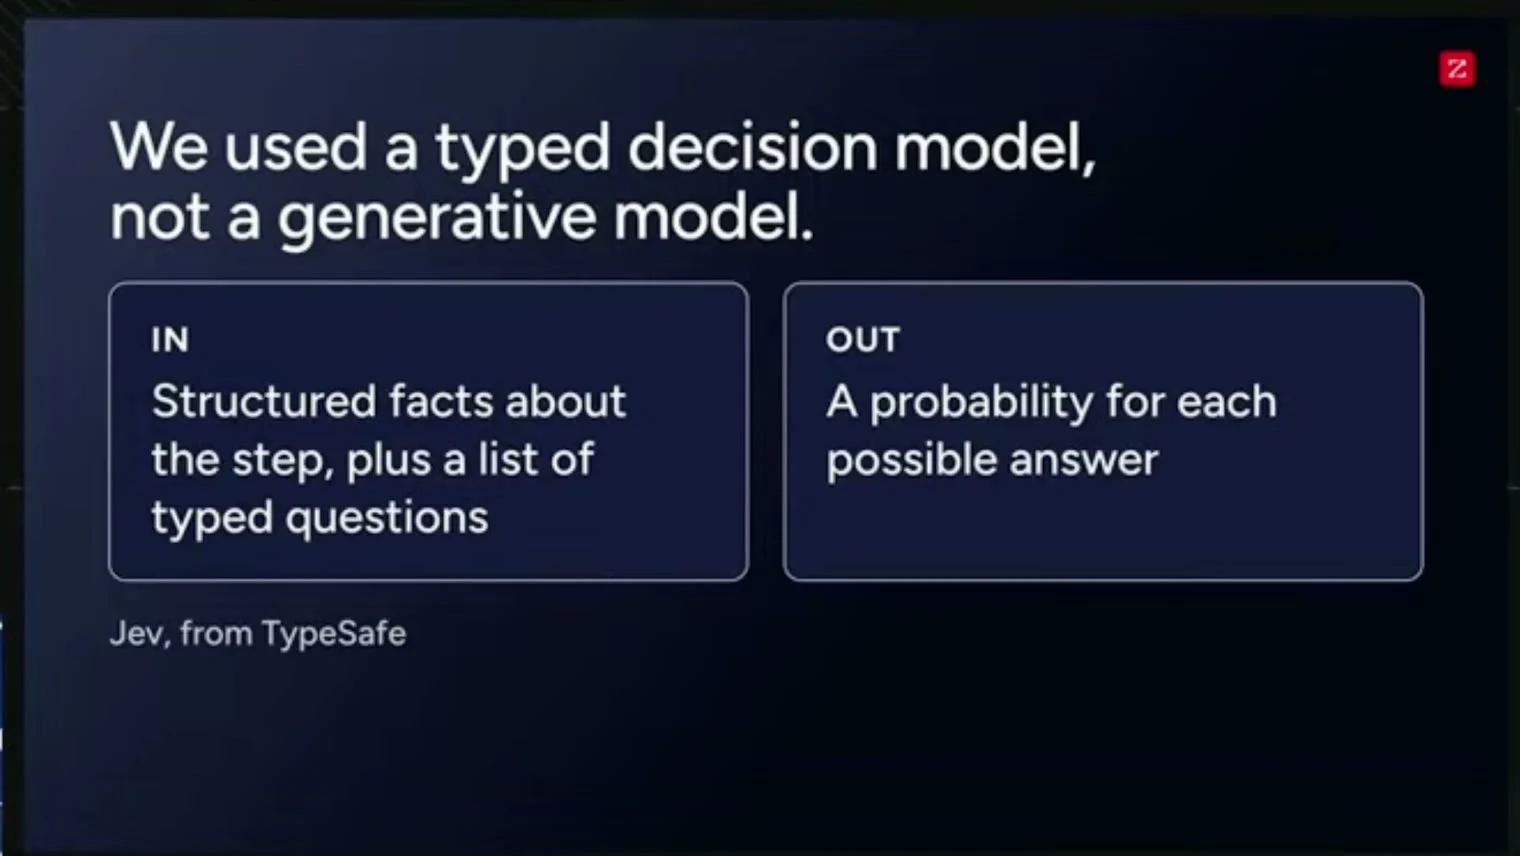 Z
We used a typed decision model,
not a generative model.
IN
Structured facts about
the step, plus a list of
typed questions
OUT
A probability for each
possible answer
Jev, from TypeSafe